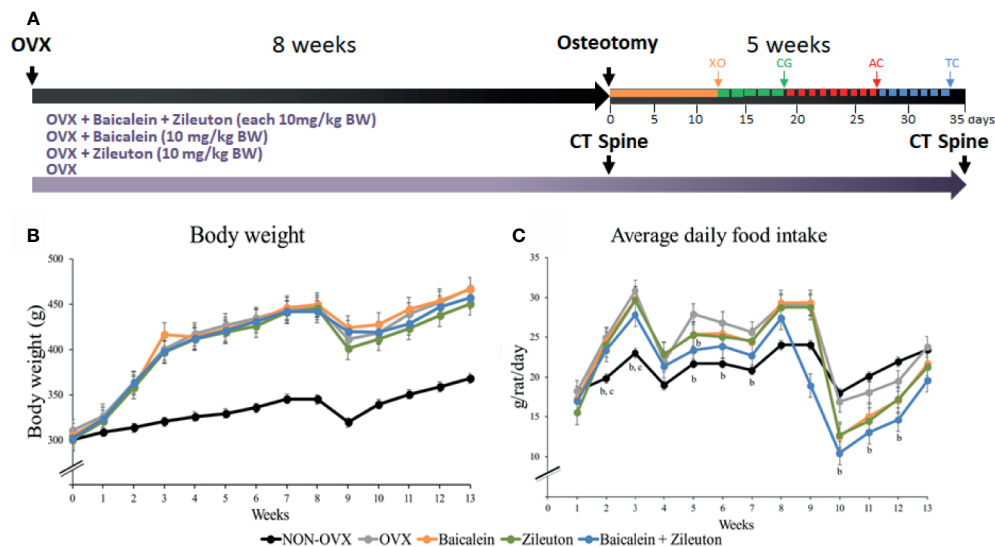 A
OVX
8 weeks
Osteotomy
5 weeks
XO
CG
AC
TC
0 5 10 15 20 25 30 35 days
OVX + Baicalein + Zileuton (each 10mg/kg BW)
OVX + Baicalein (10 mg/kg BW)
OVX + Zileuton (10 mg/kg BW)
OVX
CT Spine
CT Spine
B
Body weight
Body weight (g)
500
450
400
350
300
0 1 2 3 4 5 6 7 8 9 10 11 12 13
Weeks
C
Average daily food intake
g/rat/day
35
30
25
20
15
10
b, c
b, c
b
b
b
b
b
b
0 1 2 3 4 5 6 7 8 9 10 11 12 13
Weeks
NON-OVX OVX Baicalein Zileuton Baicalein + Zileuton